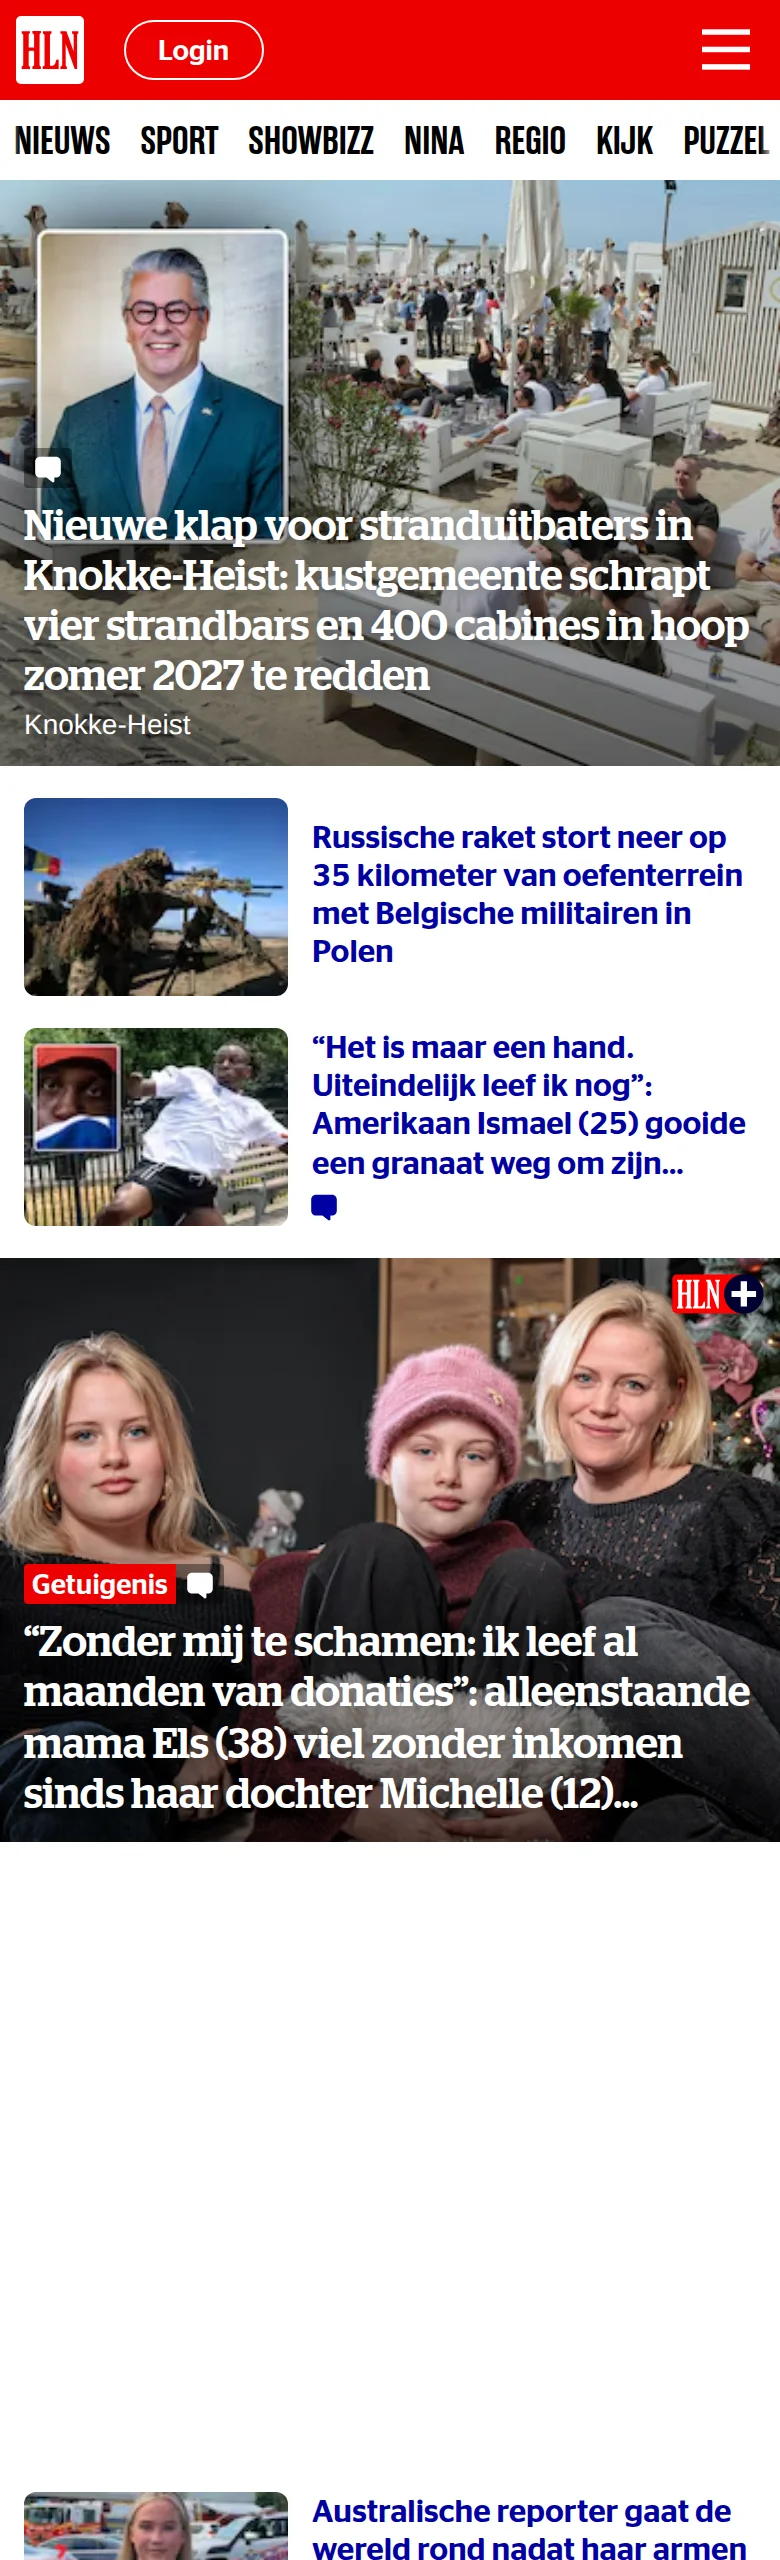 HLN
Login
NIEUWS SPORT SHOWBIZZ NINA REGIO KIJK PUZZEL
Nieuwe klap voor stranduitbaters in
Knokke-Heist: kustgemeente schrapt
vier strandbars en 400 cabines in hoop
zomer 2027 te redden
Knokke-Heist
Russische raket stort neer op
35 kilometer van oefenterrein
met Belgische militairen in
Polen
“Het is maar een hand.
Uiteindelijk leef ik nog”:
Amerikaan Ismael (25) gooide
een granaat weg om zijn...
HLN+
Getuigenis
“Zonder mij te schamen: ik leef al
maanden van donaties”: alleenstaande
mama Els (38) viel zonder inkomen
sinds haar dochter Michelle (12)...
Australische reporter gaat de
wereld rond nadat haar armen